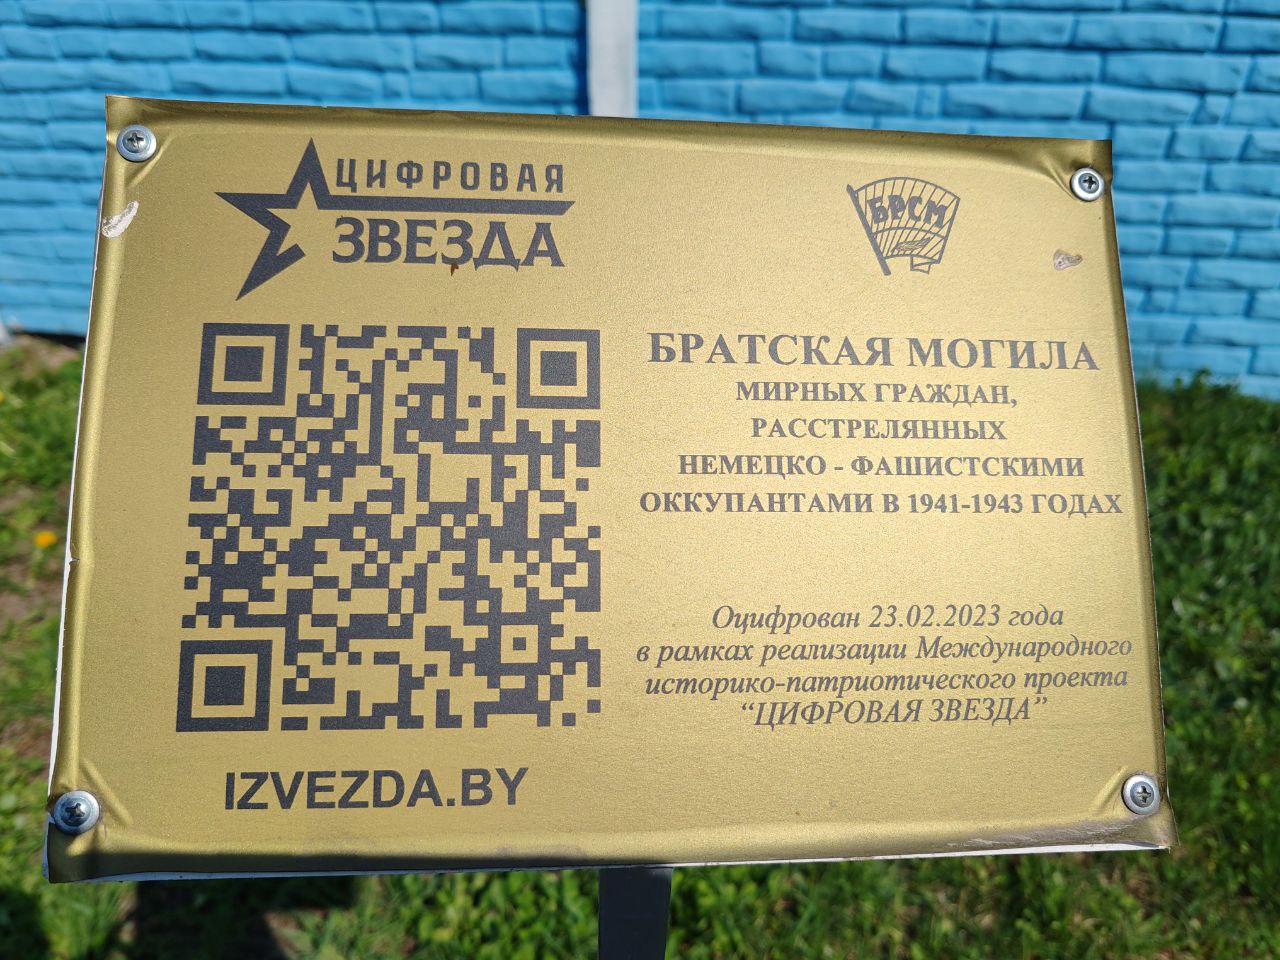 ЦИФРОВАЯ
ЗВЕЗДА
БРСМ
БРАТСКАЯ МОГИЛА
МИРНЫХ ГРАЖДАН,
РАССТРЕЛЯННЫХ
НЕМЕЦКО - ФАШИСТСКИМИ
ОККУПАНТАМИ В 1941-1943 ГОДАХ
Оцифрован 23.02.2023 года
в рамках реализации Международного
историко-патриотического проекта
“ЦИФРОВАЯ ЗВЕЗДА”
IZVEZDA.BY